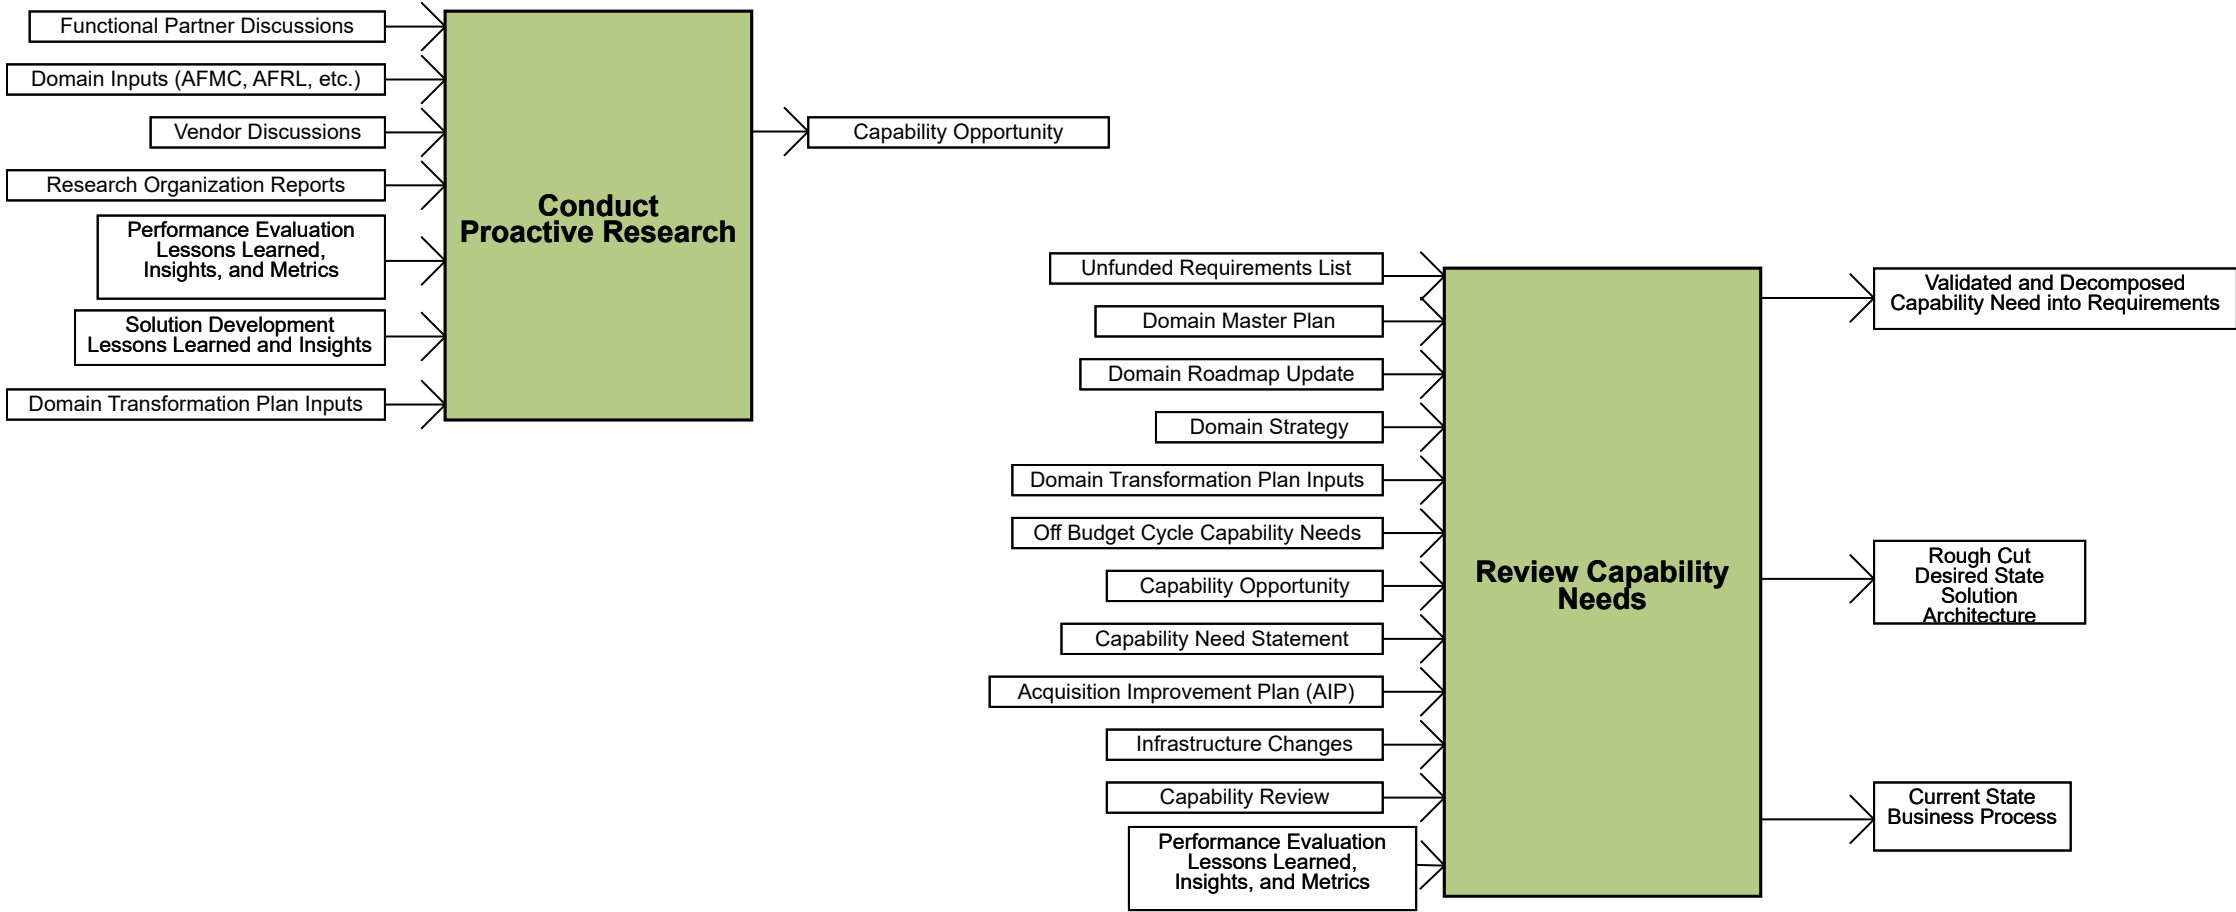 Functional Partner Discussions
Domain Inputs (AFMC, AFRL, etc.)
Vendor Discussions
Research Organization Reports
Performance Evaluation
Lessons Learned,
Insights, and Metrics
Solution Development
Lessons Learned and Insights
Domain Transformation Plan Inputs
Conduct
Proactive Research
Capability Opportunity
Unfunded Requirements List
Domain Master Plan
Domain Roadmap Update
Domain Strategy
Domain Transformation Plan Inputs
Off Budget Cycle Capability Needs
Capability Opportunity
Capability Need Statement
Acquisition Improvement Plan (AIP)
Infrastructure Changes
Capability Review
Performance Evaluation
Lessons Learned,
Insights, and Metrics
Review Capability
Needs
Validated and Decomposed
Capability Need into Requirements
Rough Cut
Desired State
Solution
Architecture
Current State
Business Process